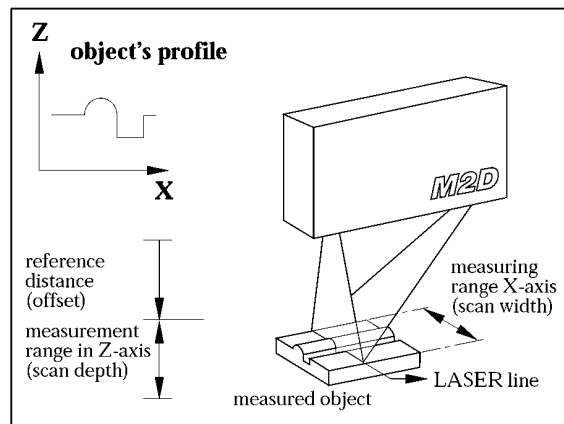 Z
object's profile
X
M2D
reference
distance
(offset)
measurement
range in Z-axis
(scan depth)
measuring
range X-axis
(scan width)
LASER line
measured object